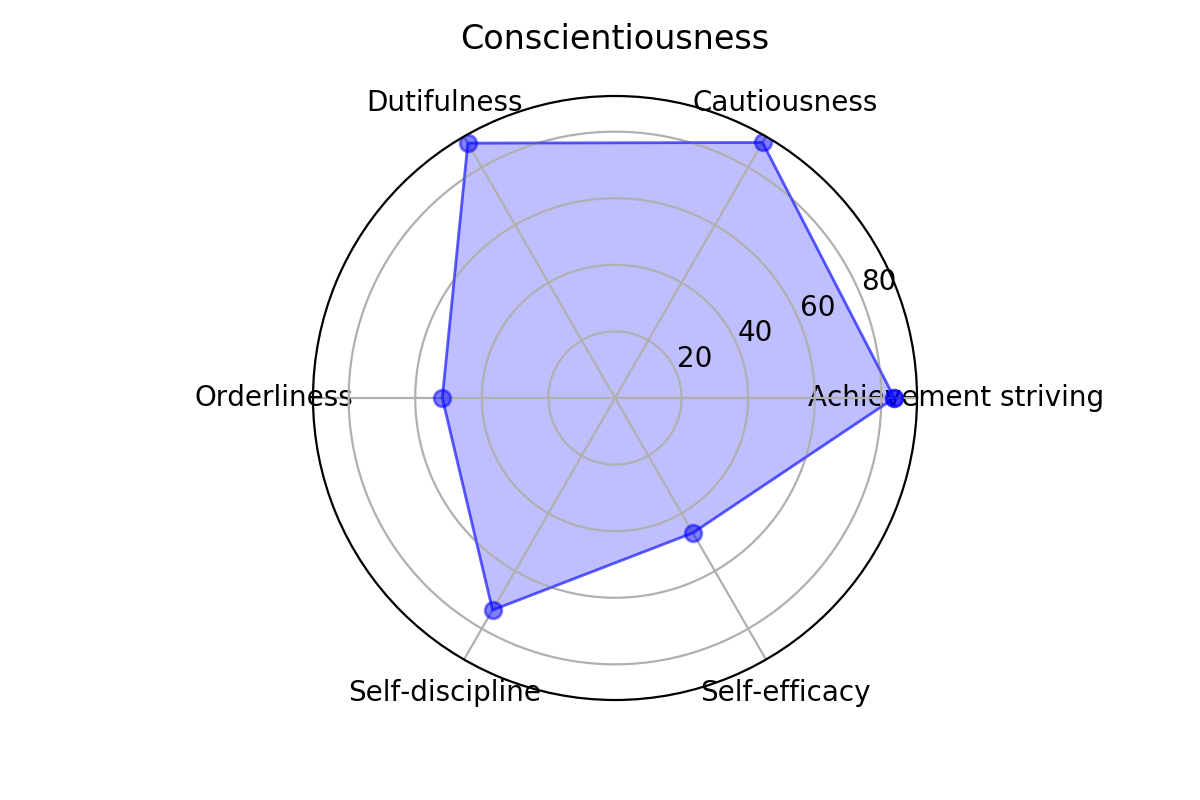 Conscientiousness
Dutifulness
Cautiousness
80
60
40
20
Orderliness
Achievement striving
Self-discipline
Self-efficacy